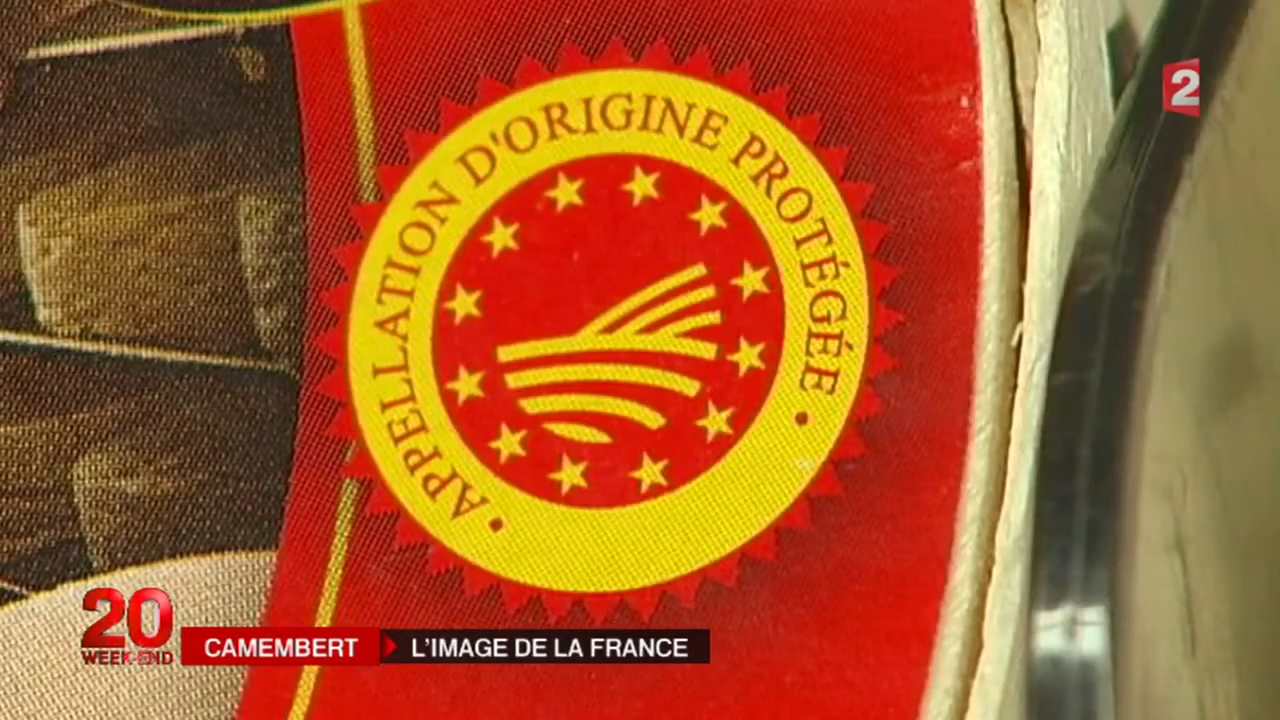 2
• APPELLATION D'ORIGINE PROTÉGÉE •
20
WEEK-END
CAMEMBERT
L'IMAGE DE LA FRANCE